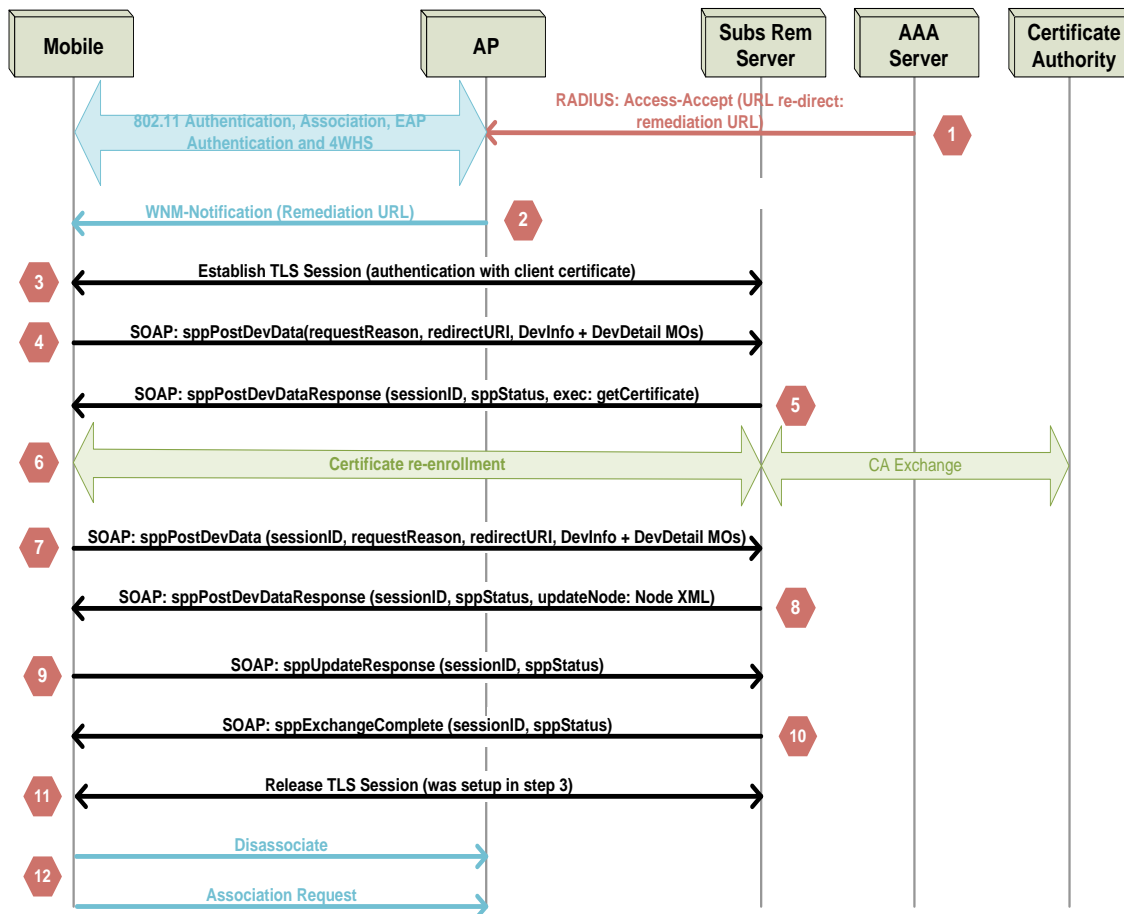 Mobile
AP
Subs Rem
Server
AAA
Server
Certificate
Authority
RADIUS: Access-Accept (URL re-direct:
remediation URL)
1
802.11 Authentication, Association, EAP
Authentication and 4WHS
WNM-Notification (Remediation URL)
2
3
Establish TLS Session (authentication with client certificate)
4
SOAP: sppPostDevData(requestReason, redirectURI, DevInfo + DevDetail MOs)
SOAP: sppPostDevDataResponse (sessionID, sppStatus, exec: getCertificate)
5
6
Certificate re-enrollment
CA Exchange
7
SOAP: sppPostDevData (sessionID, requestReason, redirectURI, DevInfo + DevDetail MOs)
SOAP: sppPostDevDataResponse (sessionID, sppStatus, updateNode: Node XML)
8
9
SOAP: sppUpdateResponse (sessionID, sppStatus)
SOAP: sppExchangeComplete (sessionID, sppStatus)
10
11
Release TLS Session (was setup in step 3)
Disassociate
12
Association Request